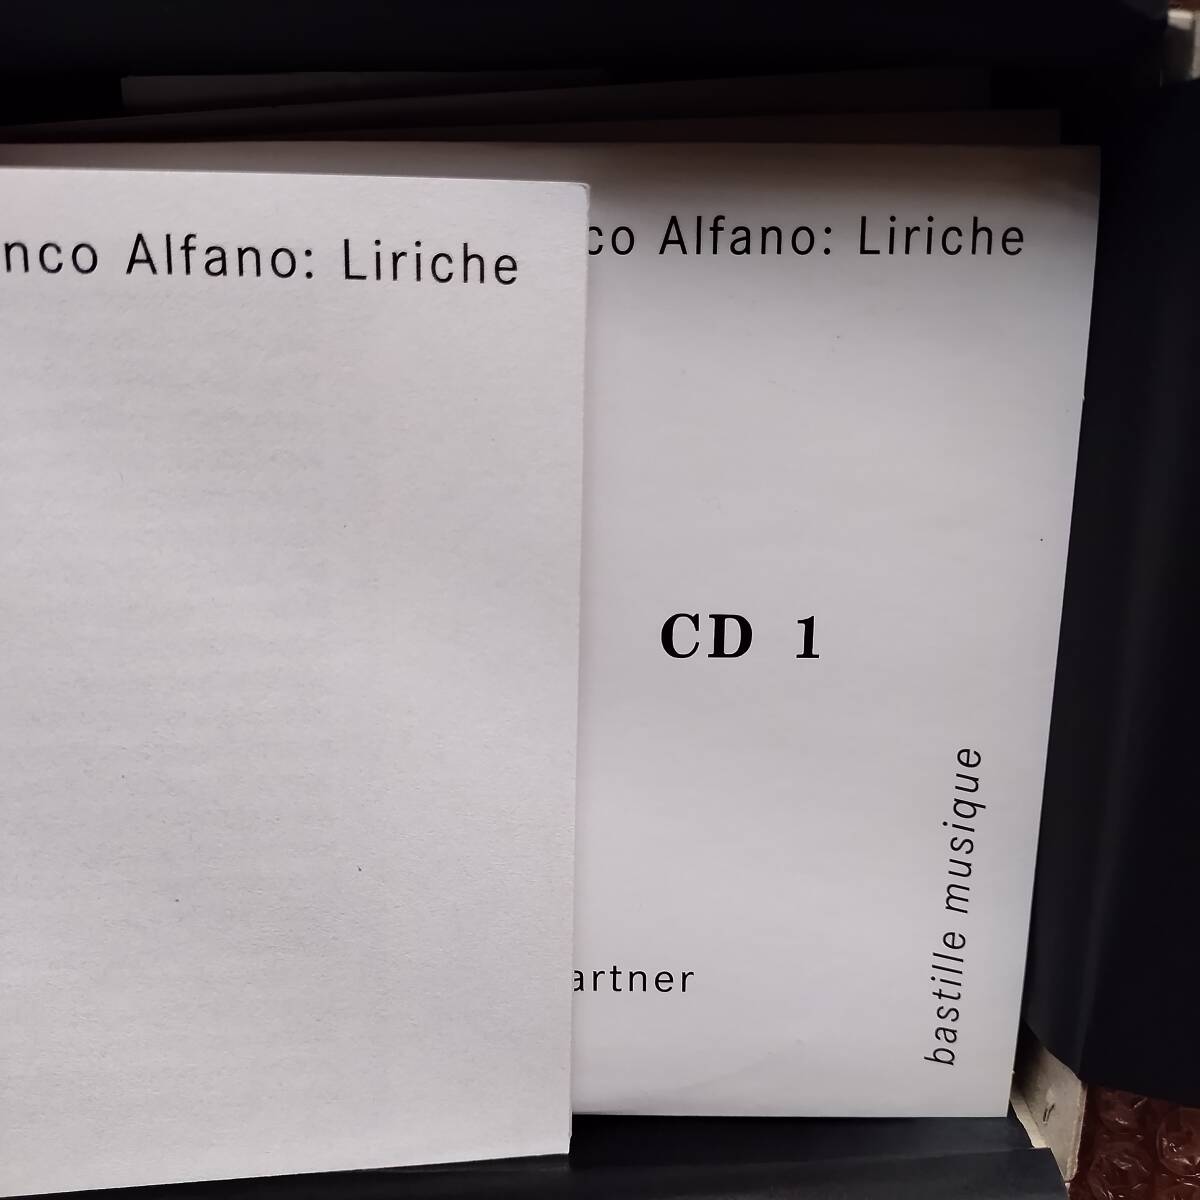 nco Alfano: Liriche
co Alfano: Liriche
CD 1
bastille musique
artner